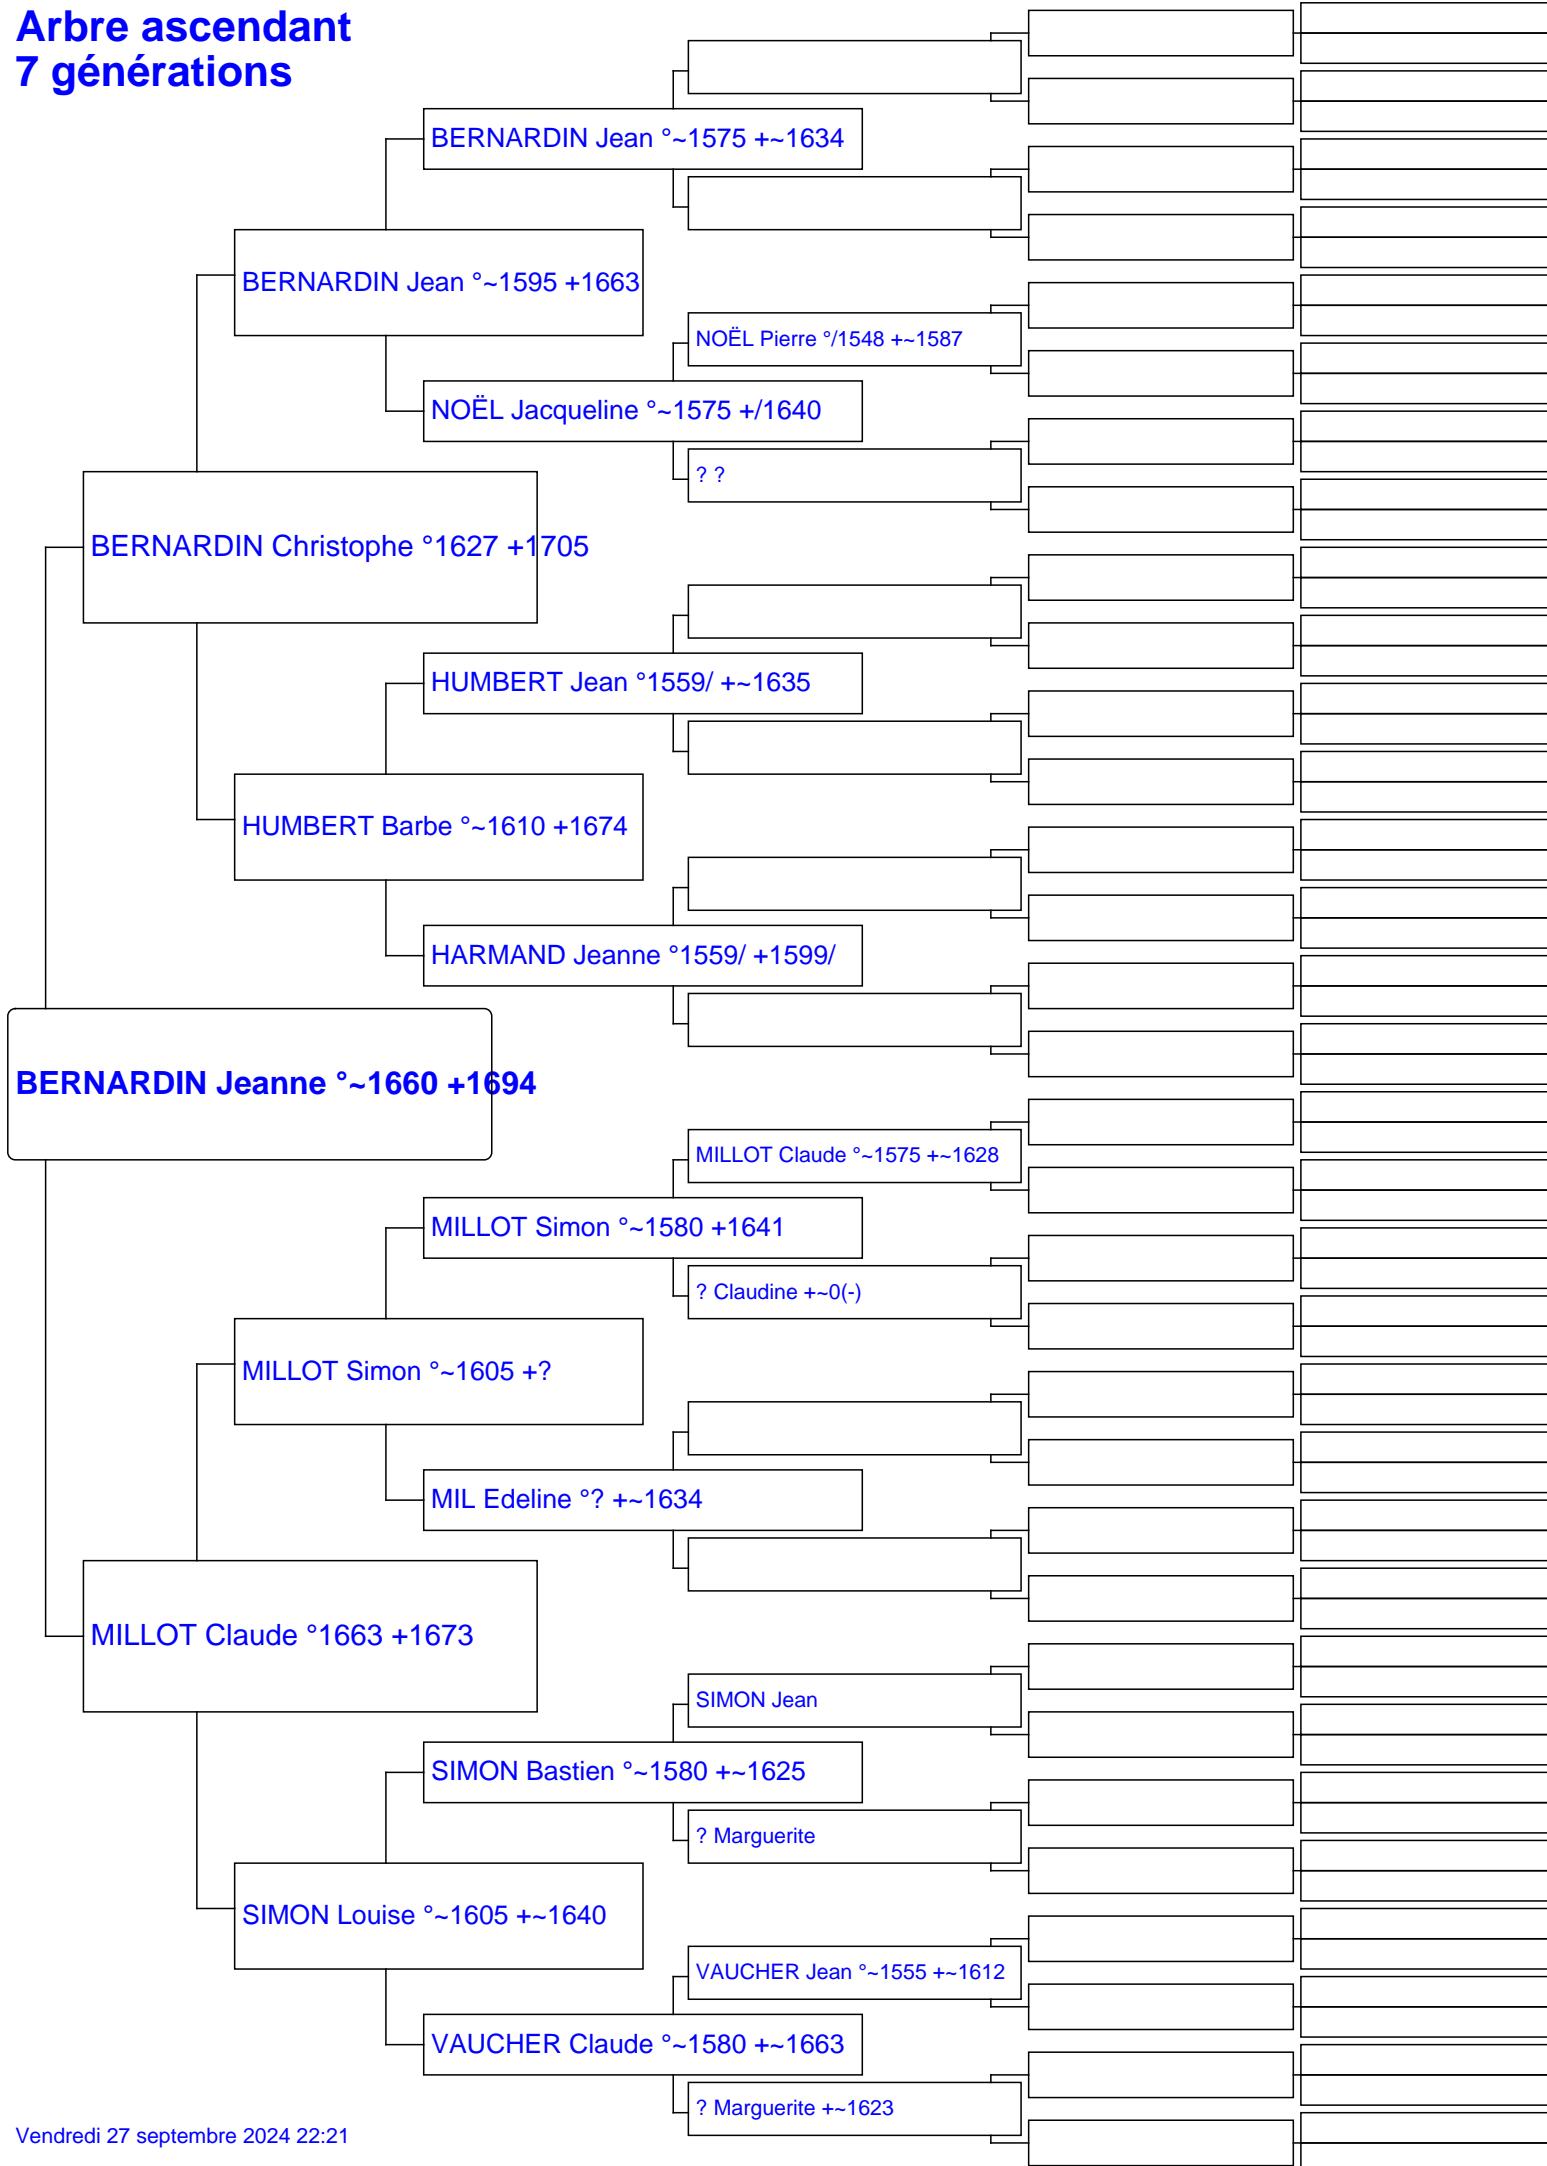 Arbre ascendant
7 générations
BERNARDIN Jean °~1575 +~1634
BERNARDIN Jean °~1595 +1663
NOËL Pierre °/1548 +~1587
NOËL Jacqueline °~1575 +/1640
? ?
BERNARDIN Christophe °1627 +1705
HUMBERT Jean °1559/ +~1635
HUMBERT Barbe °~1610 +1674
HARMAND Jeanne °1559/ +1599/
BERNARDIN Jeanne °~1660 +1694
MILLOT Claude °~1575 +~1628
MILLOT Simon °~1580 +1641
? Claudine +~0(-)
MILLOT Simon °~1605 +?
MIL Edeline °? +~1634
MILLOT Claude °1663 +1673
SIMON Jean
SIMON Bastien °~1580 +~1625
? Marguerite
SIMON Louise °~1605 +~1640
VAUCHER Jean °~1555 +~1612
VAUCHER Claude °~1580 +~1663
? Marguerite +~1623
Vendredi 27 septembre 2024 22:21